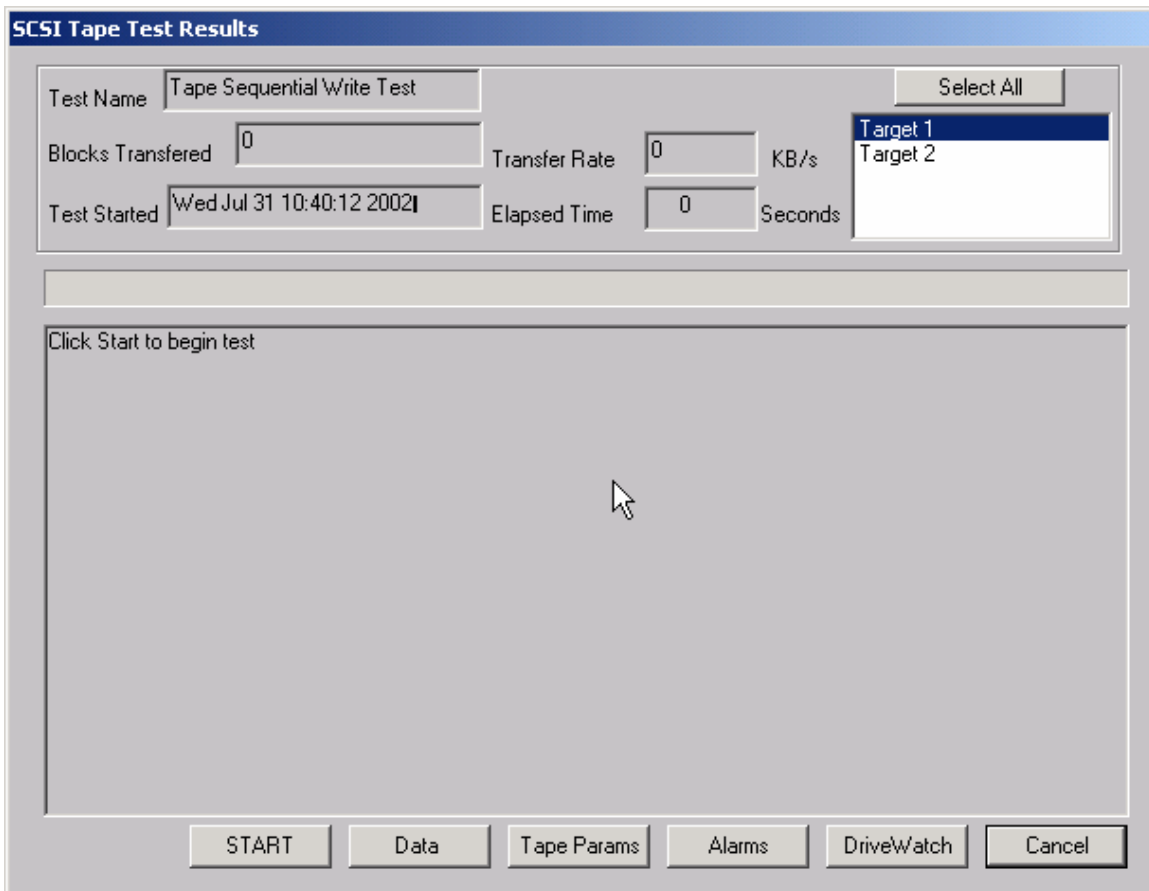 SCSI Tape Test Results
Test Name Tape Sequential Write Test
Select All
Blocks Transfered 0
Transfer Rate 0 KB/s
Target 1
Target 2
Test Started Wed Jul 31 10:40:12 2002
Elapsed Time 0 Seconds
Click Start to begin test
START Data Tape Params Alarms DriveWatch Cancel